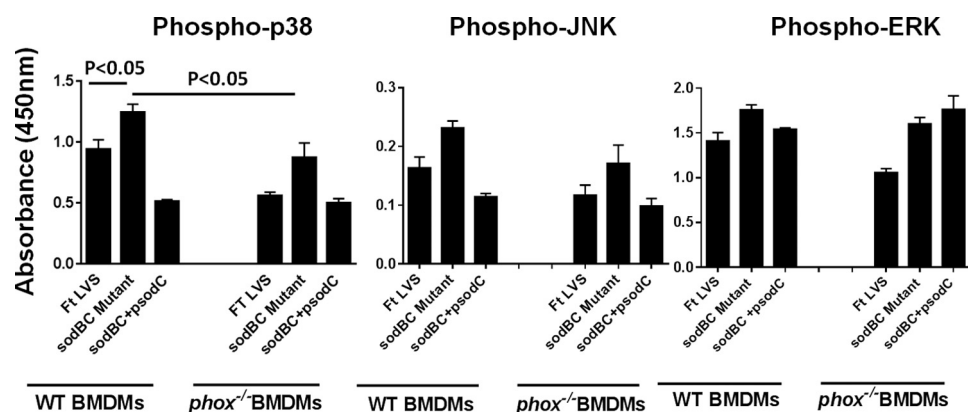 Phospho-p38
Phospho-JNK
Phospho-ERK
Absorbance (450nm)
P<0.05
P<0.05
1.5
1.0
0.5
0.0
Ft LVS
sodBC Mutant
sodBC+psodC
FT LVS
sodBC Mutant
sodBC+psodC
WT BMDMs
phox-/-BMDMs
0.3
0.2
0.1
0.0
Ft LVS
sodBC Mutant
sodBC+psodC
Ft LVS
sodBC Mutant
sodBC+psodC
WT BMDMs
phox-/-BMDMs
2.0
1.5
1.0
0.5
0.0
Ft LVS
sodBC Mutant
sodBC +psodC
Ft LVS
sodBC Mutant
sodBC+psodC
WT BMDMs
phox-/-BMDMs